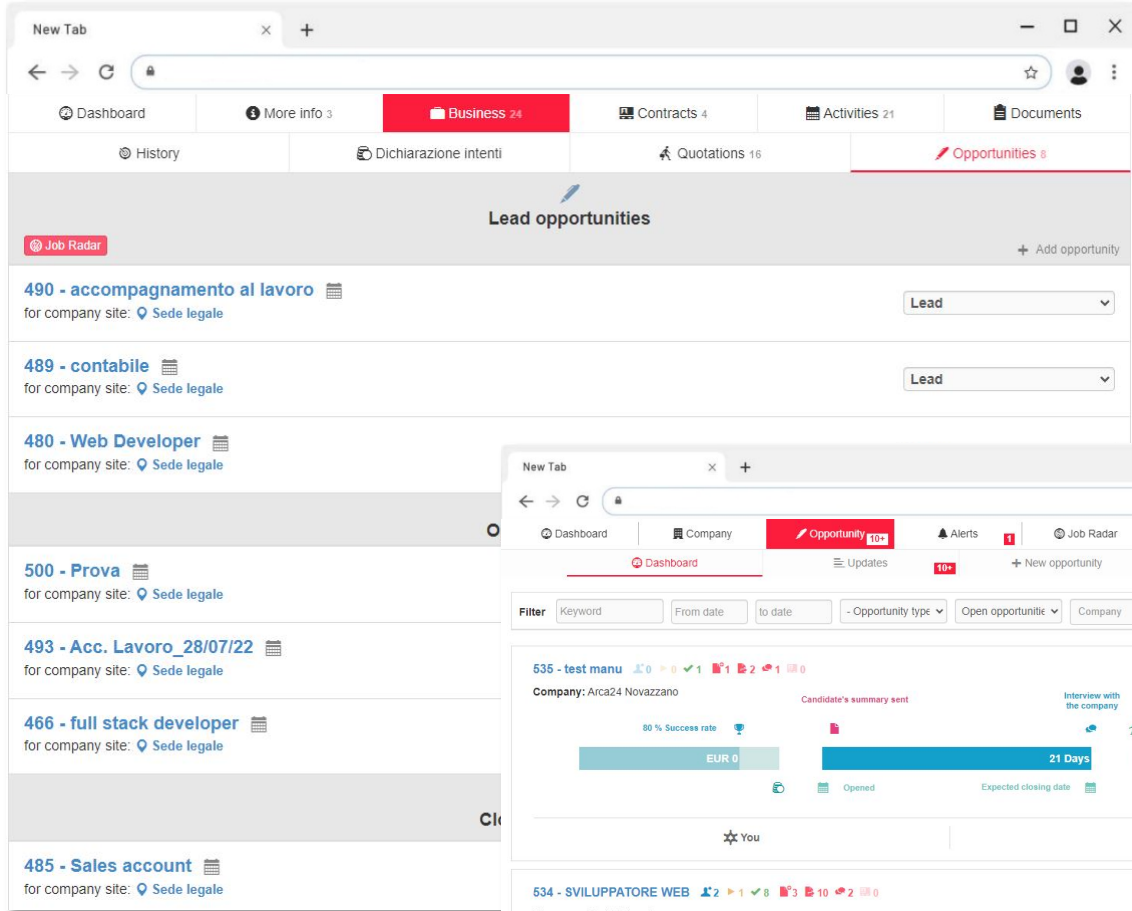 New Tab
Dashboard More info 3 Business 24 Contracts 4 Activities 21 Documents
History Dichiarazione intenti Quotations 16 Opportunities 8
Lead opportunities
Job Radar
+ Add opportunity
490 - accompagnamento al lavoro
for company site: Sede legale
Lead
489 - contabile
for company site: Sede legale
Lead
480 - Web Developer
for company site: Sede legale
500 - Prova
for company site: Sede legale
493 - Acc. Lavoro_28/07/22
for company site: Sede legale
466 - full stack developer
for company site: Sede legale
485 - Sales account
for company site: Sede legale
New Tab
Dashboard Company Opportunity 10+ Alerts 1 Job Radar
Dashboard Updates 10+ + New opportunity
Filter Keyword From date to date - Opportunity type Open opportunitie Company
535 - test manu 0 0 1 1 2 1 0
Company: Arca24 Novazzano
Candidate's summary sent
Interview with
the company
80 % Success rate
EUR 0 21 Days
Opened Expected closing date
You
534 - SVILUPPATORE WEB 2 1 8 3 10 2 0